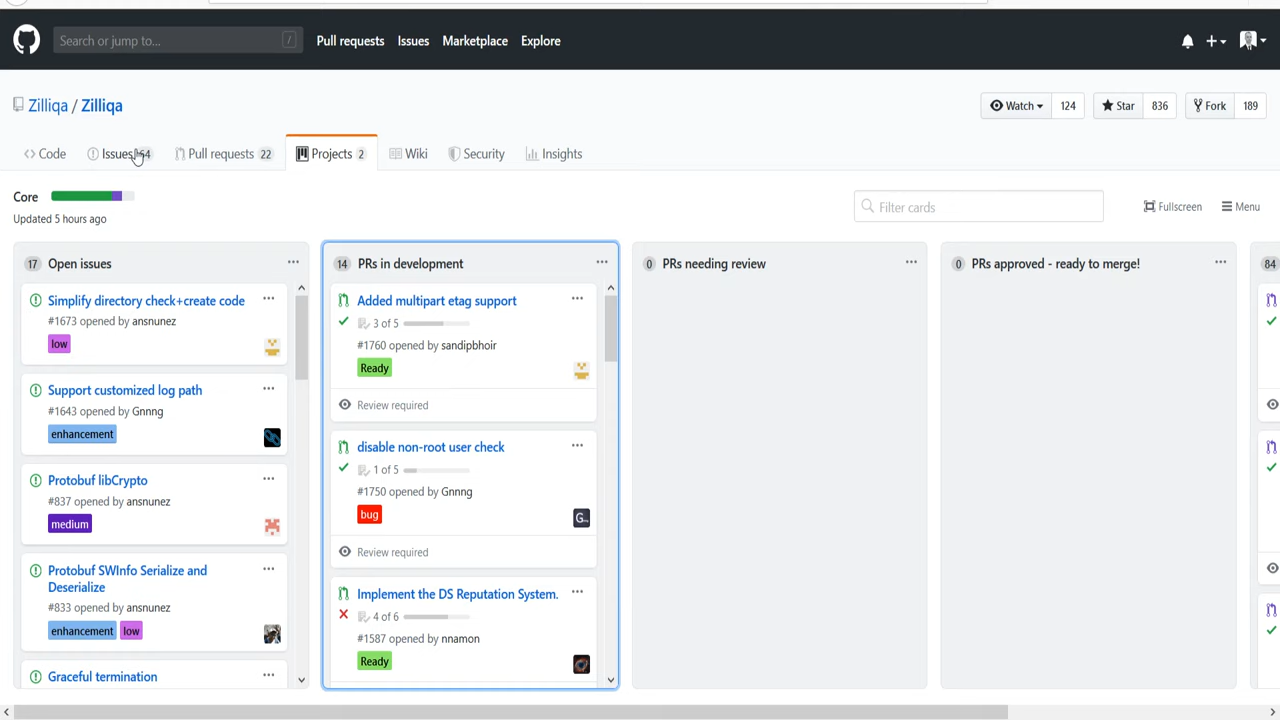 Search or jump to... /
Pull requests Issues Marketplace Explore
Zilliqa / Zilliqa
Watch 124 Star 836 Fork 189
Code Issues 64 Pull requests 22 Projects 2 Wiki Security Insights
Core
Updated 5 hours ago
Filter cards
Fullscreen Menu
17 Open issues
Simplify directory check+create code
#1673 opened by ansnunez
low
Support customized log path
#1643 opened by Gnnng
enhancement
Protobuf libCrypto
#837 opened by ansnunez
medium
Protobuf SWInfo Serialize and
Deserialize
#833 opened by ansnunez
enhancement low
Graceful termination
14 PRs in development
Added multipart etag support
3 of 5
#1760 opened by sandipbhoir
Ready
Review required
disable non-root user check
1 of 5
#1750 opened by Gnnng
bug
G
Review required
Implement the DS Reputation System.
4 of 6
#1587 opened by nnamon
Ready
0 PRs needing review
0 PRs approved - ready to merge!
84